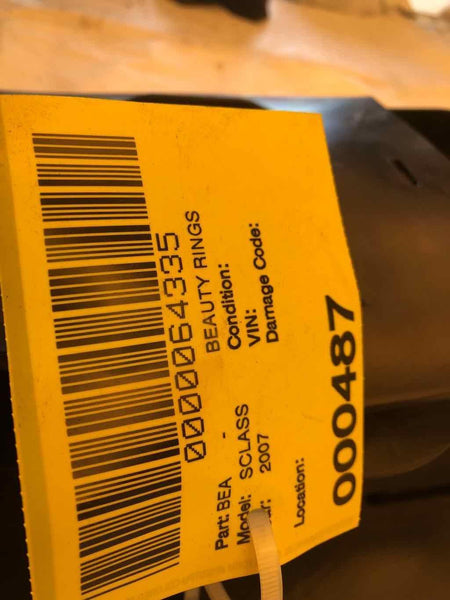 0000064335
Part: BEA - BEAUTY RINGS
Model: SCLASS Condition:
2007 VIN:
Damage Code:
Location:
000487